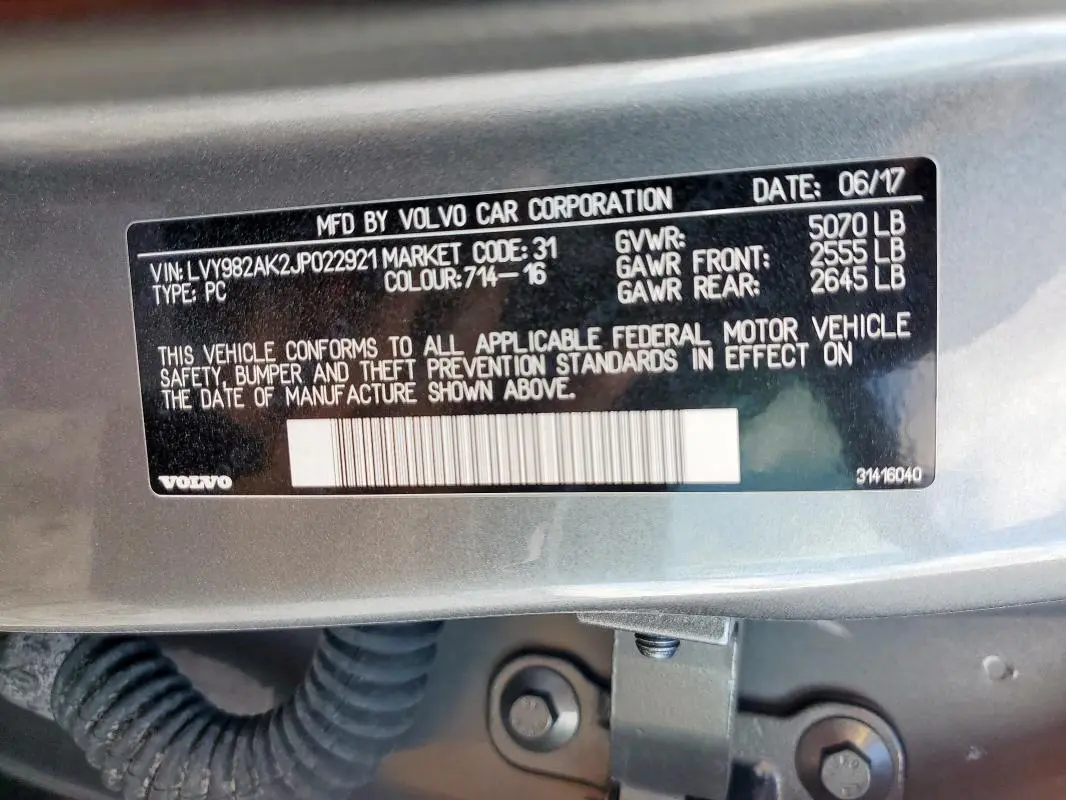 MFD BY VOLVO CAR CORPORATION DATE: 06/17
VIN: LVY982AK2JP022921 MARKET CODE: 31 GVWR: 5070 LB
TYPE: PC COLOUR: 714-16 GAWR FRONT: 2555 LB
GAWR REAR: 2645 LB
THIS VEHICLE CONFORMS TO ALL APPLICABLE FEDERAL MOTOR VEHICLE
SAFETY, BUMPER AND THEFT PREVENTION STANDARDS IN EFFECT ON
THE DATE OF MANUFACTURE SHOWN ABOVE.
VOLVO 31416040